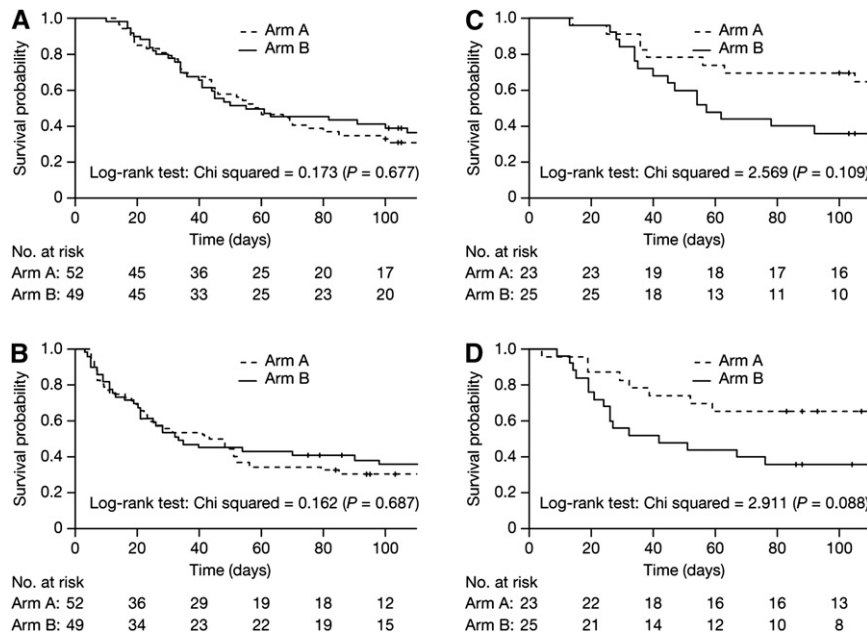 A
Survival probability
1.0
0.8
0.6
0.4
0.2
0
Arm A
Arm B
Log-rank test: Chi squared = 0.173 (P = 0.677)
0 20 40 60 80 100
Time (days)
No. at risk
Arm A: 52 45 36 25 20 17
Arm B: 49 45 33 25 23 20
C
Survival probability
1.0
0.8
0.6
0.4
0.2
0
Arm A
Arm B
Log-rank test: Chi squared = 2.569 (P = 0.109)
0 20 40 60 80 100
Time (days)
No. at risk
Arm A: 23 23 19 18 17 16
Arm B: 25 25 18 13 11 10
B
Survival probability
1.0
0.8
0.6
0.4
0.2
0
Arm A
Arm B
Log-rank test: Chi squared = 0.162 (P = 0.687)
0 20 40 60 80 100
Time (days)
No. at risk
Arm A: 52 36 29 19 18 12
Arm B: 49 34 23 22 19 15
D
Survival probability
1.0
0.8
0.6
0.4
0.2
0
Arm A
Arm B
Log-rank test: Chi squared = 2.911 (P = 0.088)
0 20 40 60 80 100
Time (days)
No. at risk
Arm A: 23 22 18 16 16 13
Arm B: 25 21 14 12 10 8